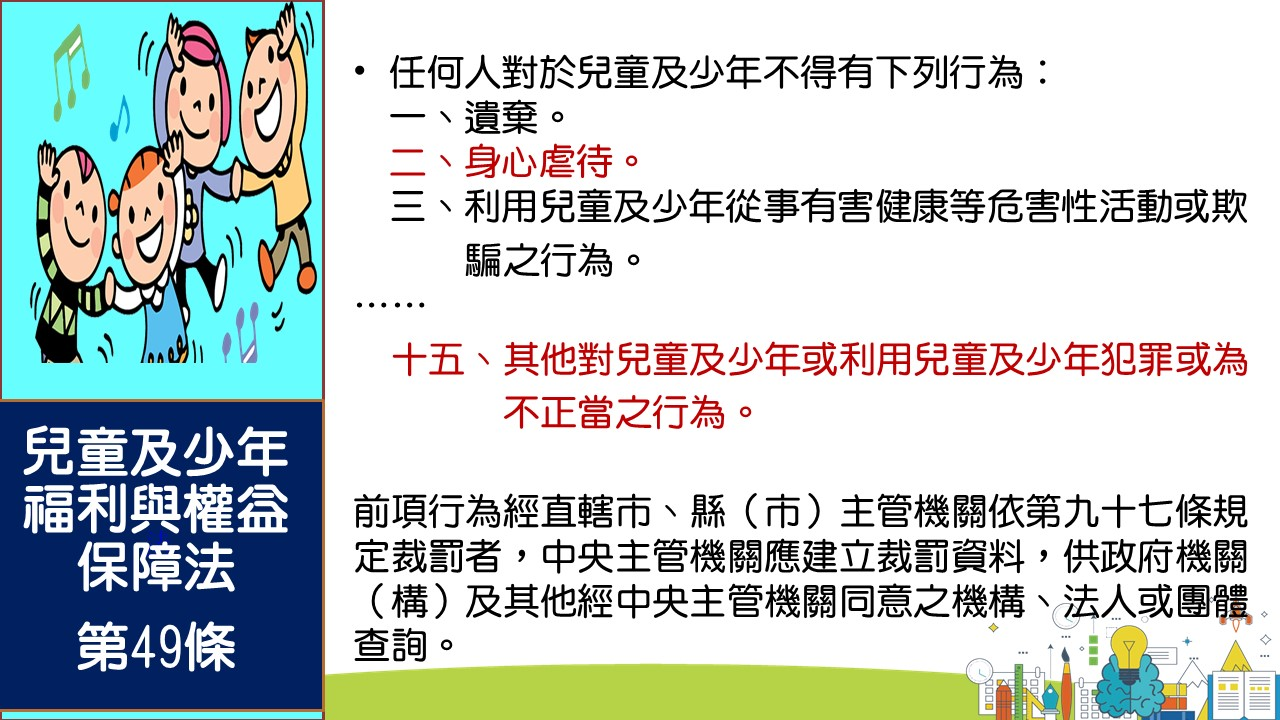 兒童及少年
福利與權益
保障法
第49條
• 任何人對於兒童及少年不得有下列行為：
一、遺棄。
二、身心虐待。
三、利用兒童及少年從事有害健康等危害性活動或欺
騙之行為。
……
十五、其他對兒童及少年或利用兒童及少年犯罪或為
不正當之行為。
前項行為經直轄市、縣（市）主管機關依第九十七條規
定裁罰者，中央主管機關應建立裁罰資料，供政府機關
（構）及其他經中央主管機關同意之機構、法人或團體
查詢。